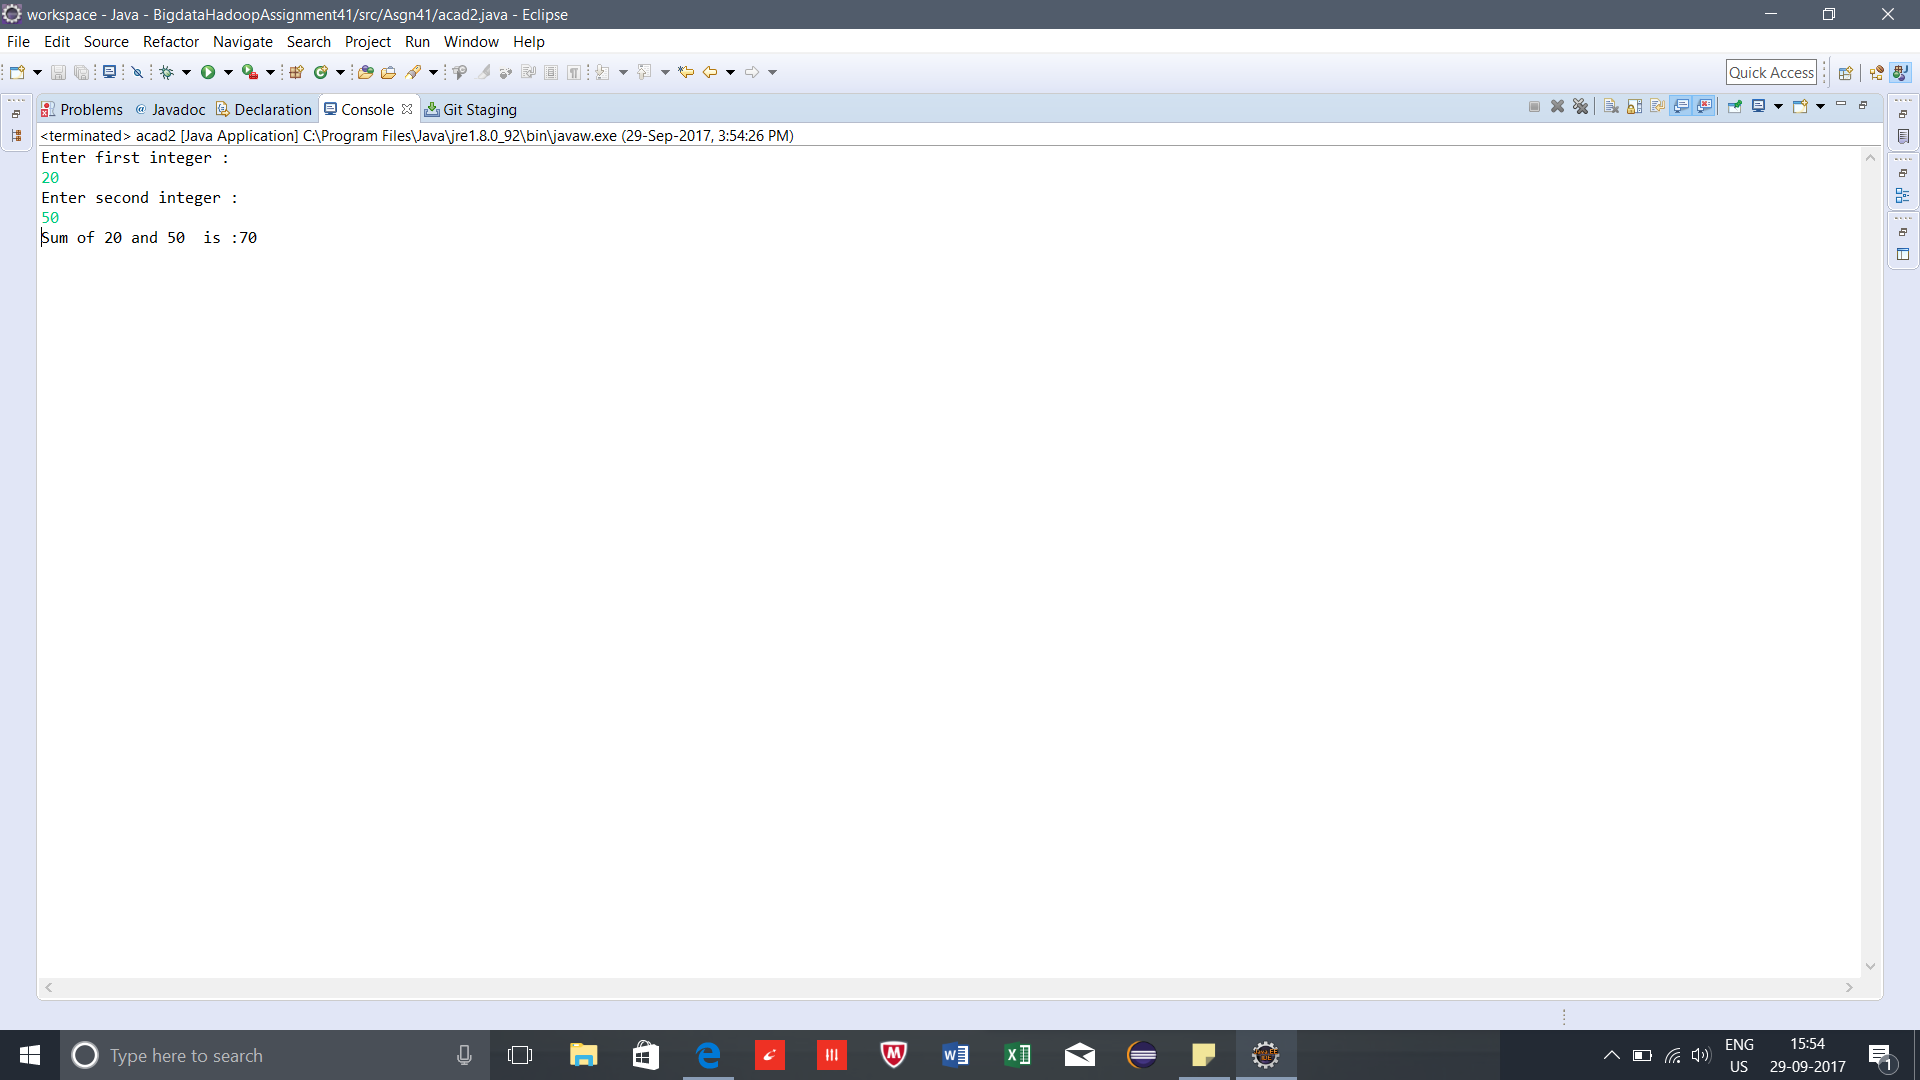 workspace - Java - BigdataHadoopAssignment41/src/Asgn41/acad2.java - Eclipse
File Edit Source Refactor Navigate Search Project Run Window Help
Quick Access
Problems @ Javadoc Declaration Console Git Staging
<terminated> acad2 [Java Application] C:\Program Files\Java\jre1.8.0_92\bin\javaw.exe (29-Sep-2017, 3:54:26 PM)
Enter first integer :
20
Enter second integer :
50
Sum of 20 and 50  is :70
Type here to search
ENG
US
15:54
29-09-2017
1